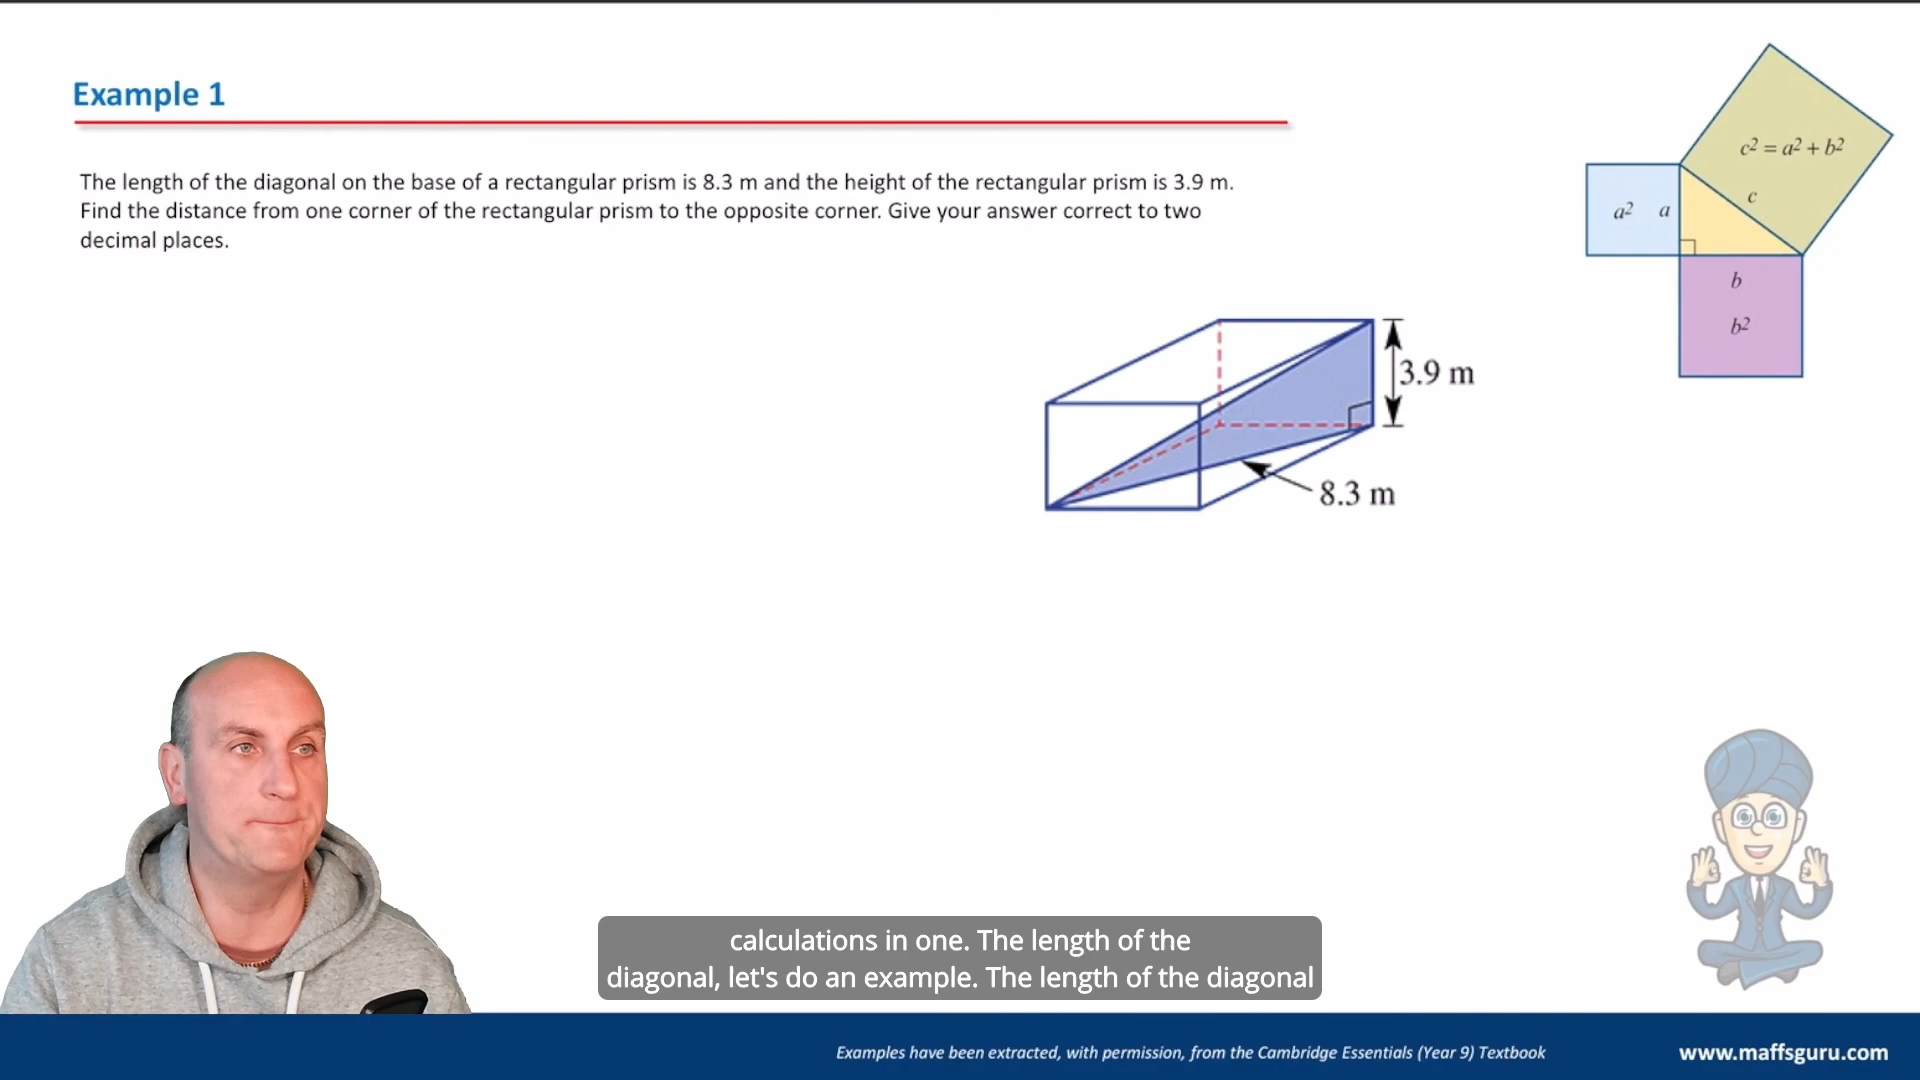 Example 1
The length of the diagonal on the base of a rectangular prism is 8.3 m and the height of the rectangular prism is 3.9 m.
Find the distance from one corner of the rectangular prism to the opposite corner. Give your answer correct to two
decimal places.
c² = a² + b²
a² a
c
b
b²
3.9 m
8.3 m
calculations in one. The length of the
diagonal, let's do an example. The length of the diagonal
Examples have been extracted, with permission, from the Cambridge Essentials (Year 9) Textbook
www.maffsguru.com